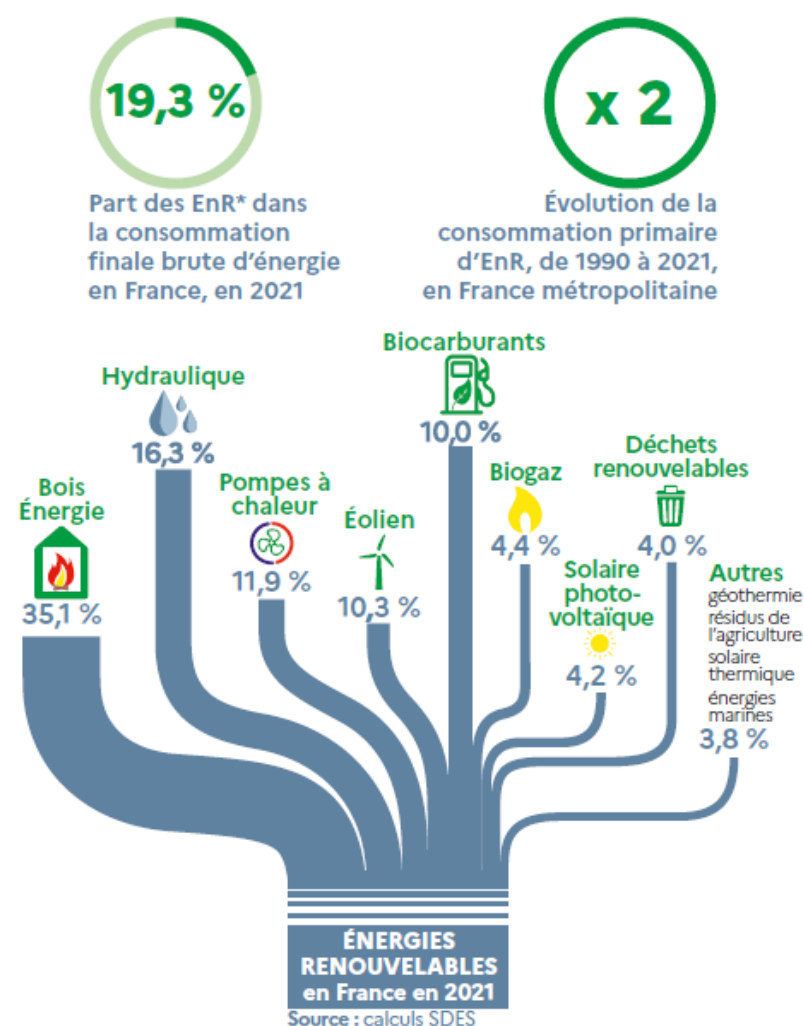 19,3 %
Part des EnR* dans
la consommation
finale brute d'énergie
en France, en 2021
x 2
Évolution de la
consommation primaire
d'EnR, de 1990 à 2021,
en France métropolitaine
Bois
Énergie
35,1 %
Hydraulique
16,3 %
Pompes à
chaleur
11,9 %
Éolien
10,3 %
Biocarburants
10,0 %
Biogaz
4,4 %
Solaire
photo-
voltaïque
4,2 %
Déchets
renouvelables
4,0 %
Autres
géothermie
résidus de
l'agriculture
solaire
thermique
énergies
marines
3,8 %
ÉNERGIES
RENOUVELABLES
en France en 2021
Source : calculs SDES